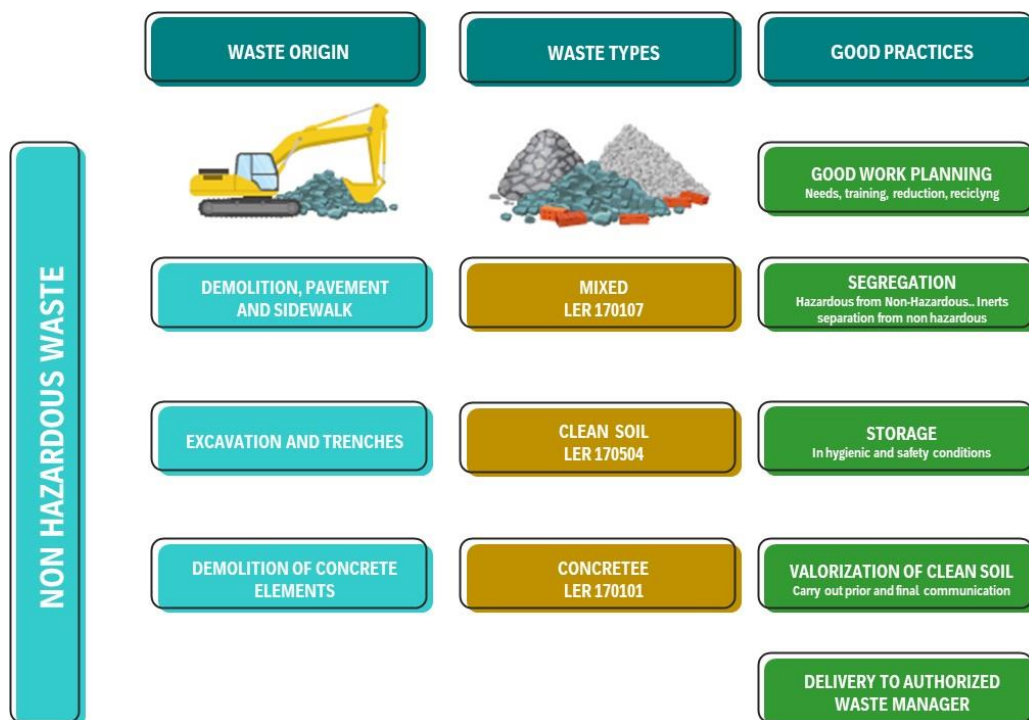 WASTE ORIGIN
WASTE TYPES
GOOD PRACTICES
NON HAZARDOUS WASTE
GOOD WORK PLANNING
Needs, training, reduction, reciclyng
DEMOLITION, PAVEMENT
AND SIDEWALK
MIXED
LER 170107
SEGREGATION
Hazardous from Non-Hazardous.. Inerts
separation from non hazardous
EXCAVATION AND TRENCHES
CLEAN SOIL
LER 170504
STORAGE
In hygienic and safety conditions
DEMOLITION OF CONCRETE
ELEMENTS
CONCRETEE
LER 170101
VALORIZATION OF CLEAN SOIL
Carry out prior and final communication
DELIVERY TO AUTHORIZED
WASTE MANAGER